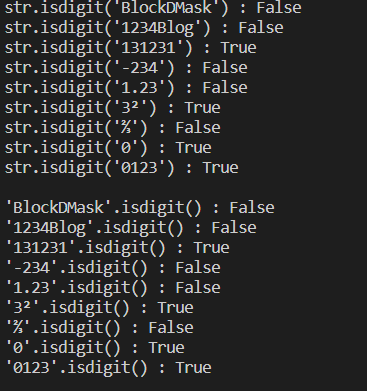 str.isdigit('BlockDMask') : False
str.isdigit('1234Blog') : False
str.isdigit('131231') : True
str.isdigit('-234') : False
str.isdigit('1.23') : False
str.isdigit('3²') : True
str.isdigit('⅔') : False
str.isdigit('0') : True
str.isdigit('0123') : True
'BlockDMask'.isdigit() : False
'1234Blog'.isdigit() : False
'131231'.isdigit() : True
'-234'.isdigit() : False
'1.23'.isdigit() : False
'3²'.isdigit() : True
'⅔'.isdigit() : False
'0'.isdigit() : True
'0123'.isdigit() : True